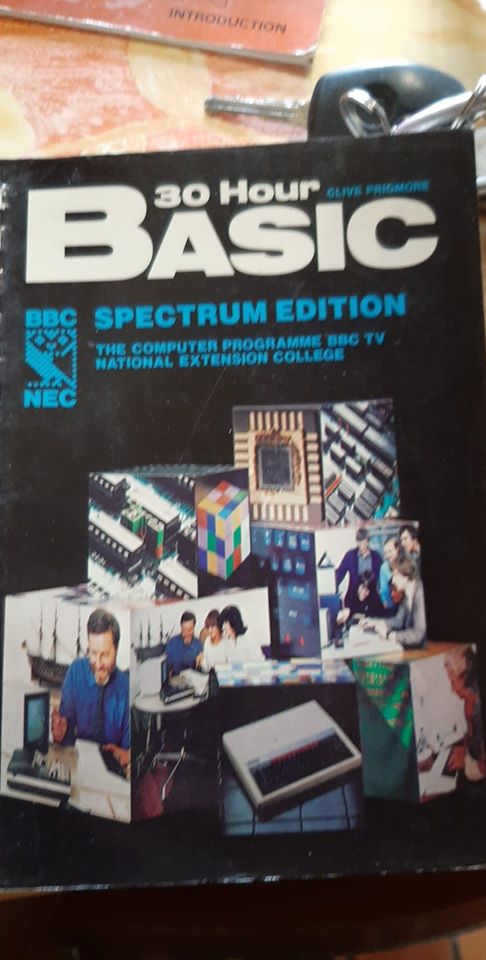 INTRODUCTION
30 Hour
CLIVE PRIGMORE
BASIC
BBC
NEC
SPECTRUM EDITION
THE COMPUTER PROGRAMME BBC TV
NATIONAL EXTENSION COLLEGE